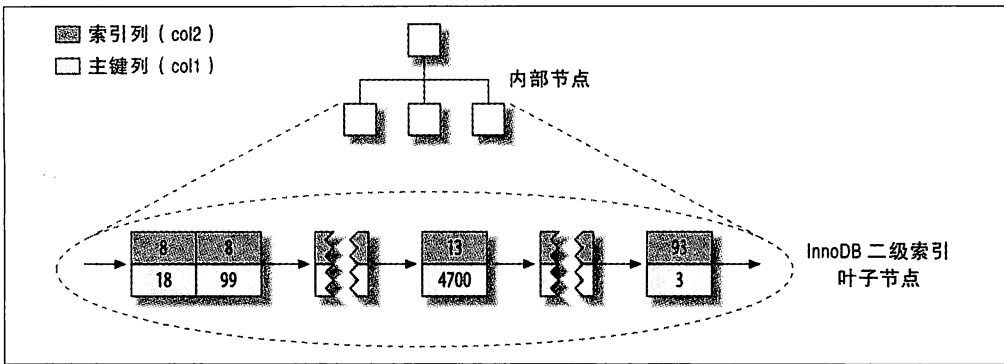 索引列（col2）
主键列（col1）
内部节点
8 8 13 93
18 99 4700 3
InnoDB 二级索引
叶子节点